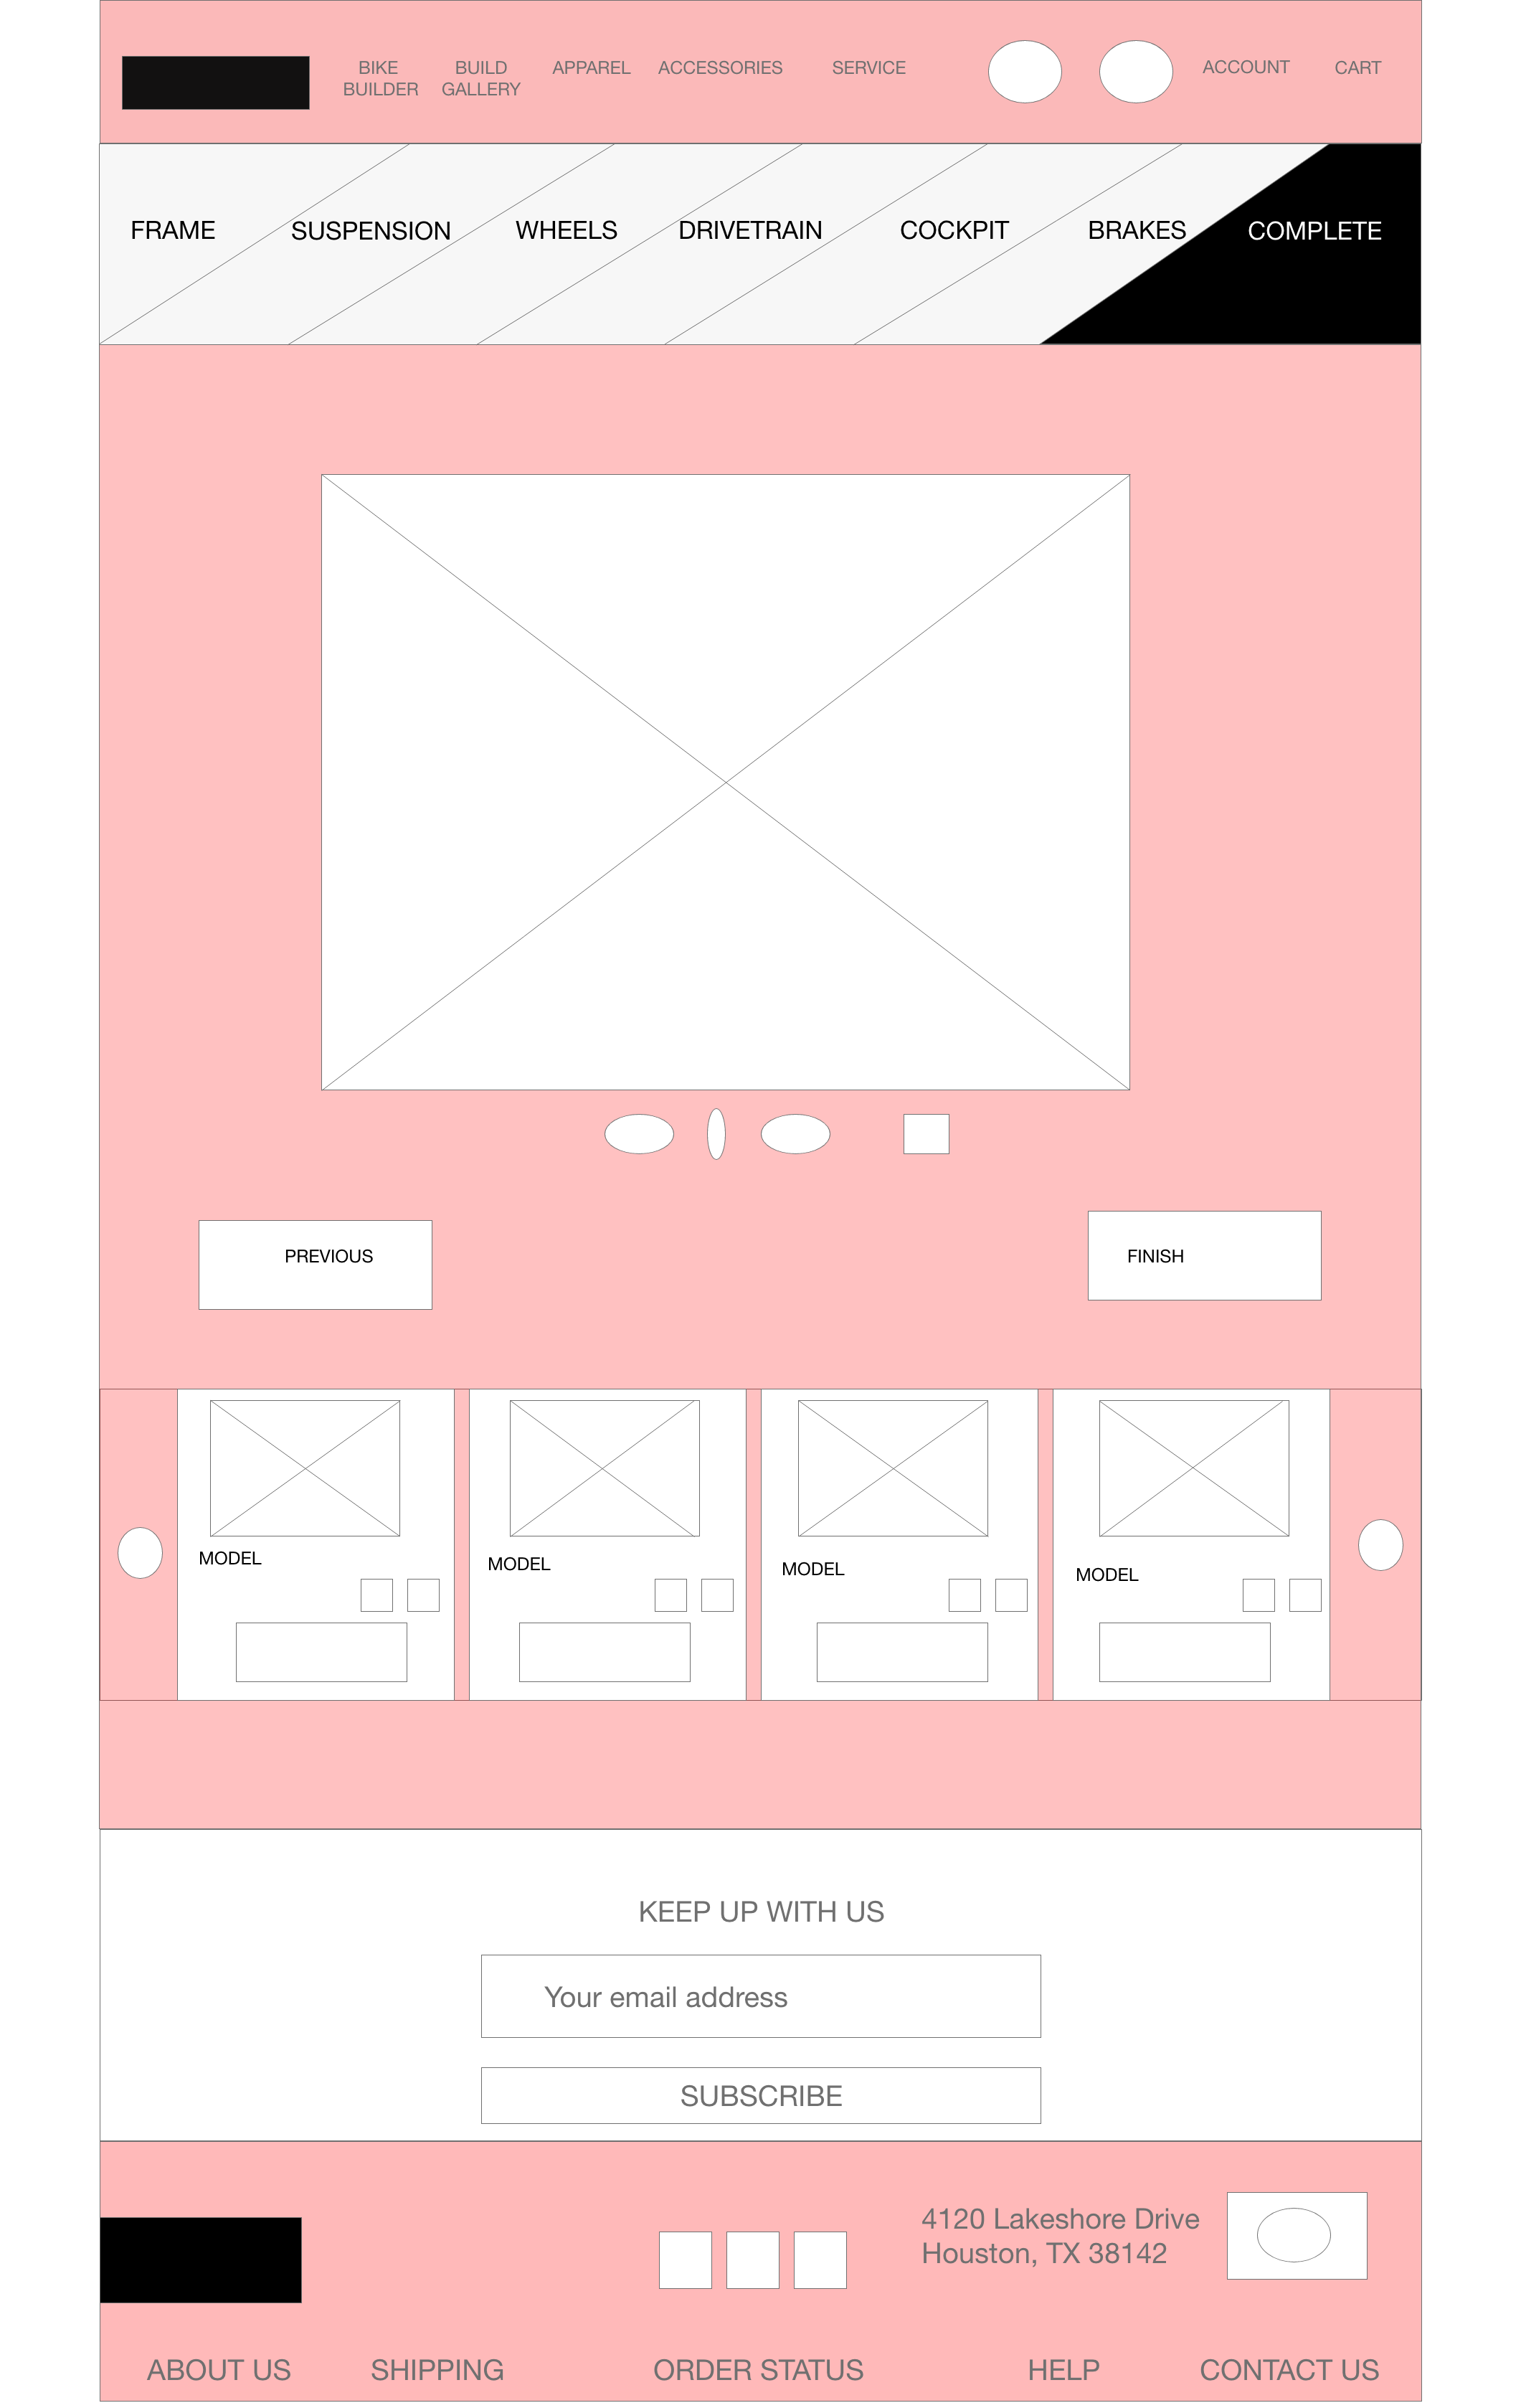 BIKE
BUILDER
BUILD
GALLERY
APPAREL
ACCESSORIES
SERVICE
ACCOUNT
CART
FRAME
SUSPENSION
WHEELS
DRIVETRAIN
COCKPIT
BRAKES
COMPLETE
PREVIOUS
FINISH
MODEL
MODEL
MODEL
MODEL
KEEP UP WITH US
Your email address
SUBSCRIBE
4120 Lakeshore Drive
Houston, TX 38142
ABOUT US
SHIPPING
ORDER STATUS
HELP
CONTACT US